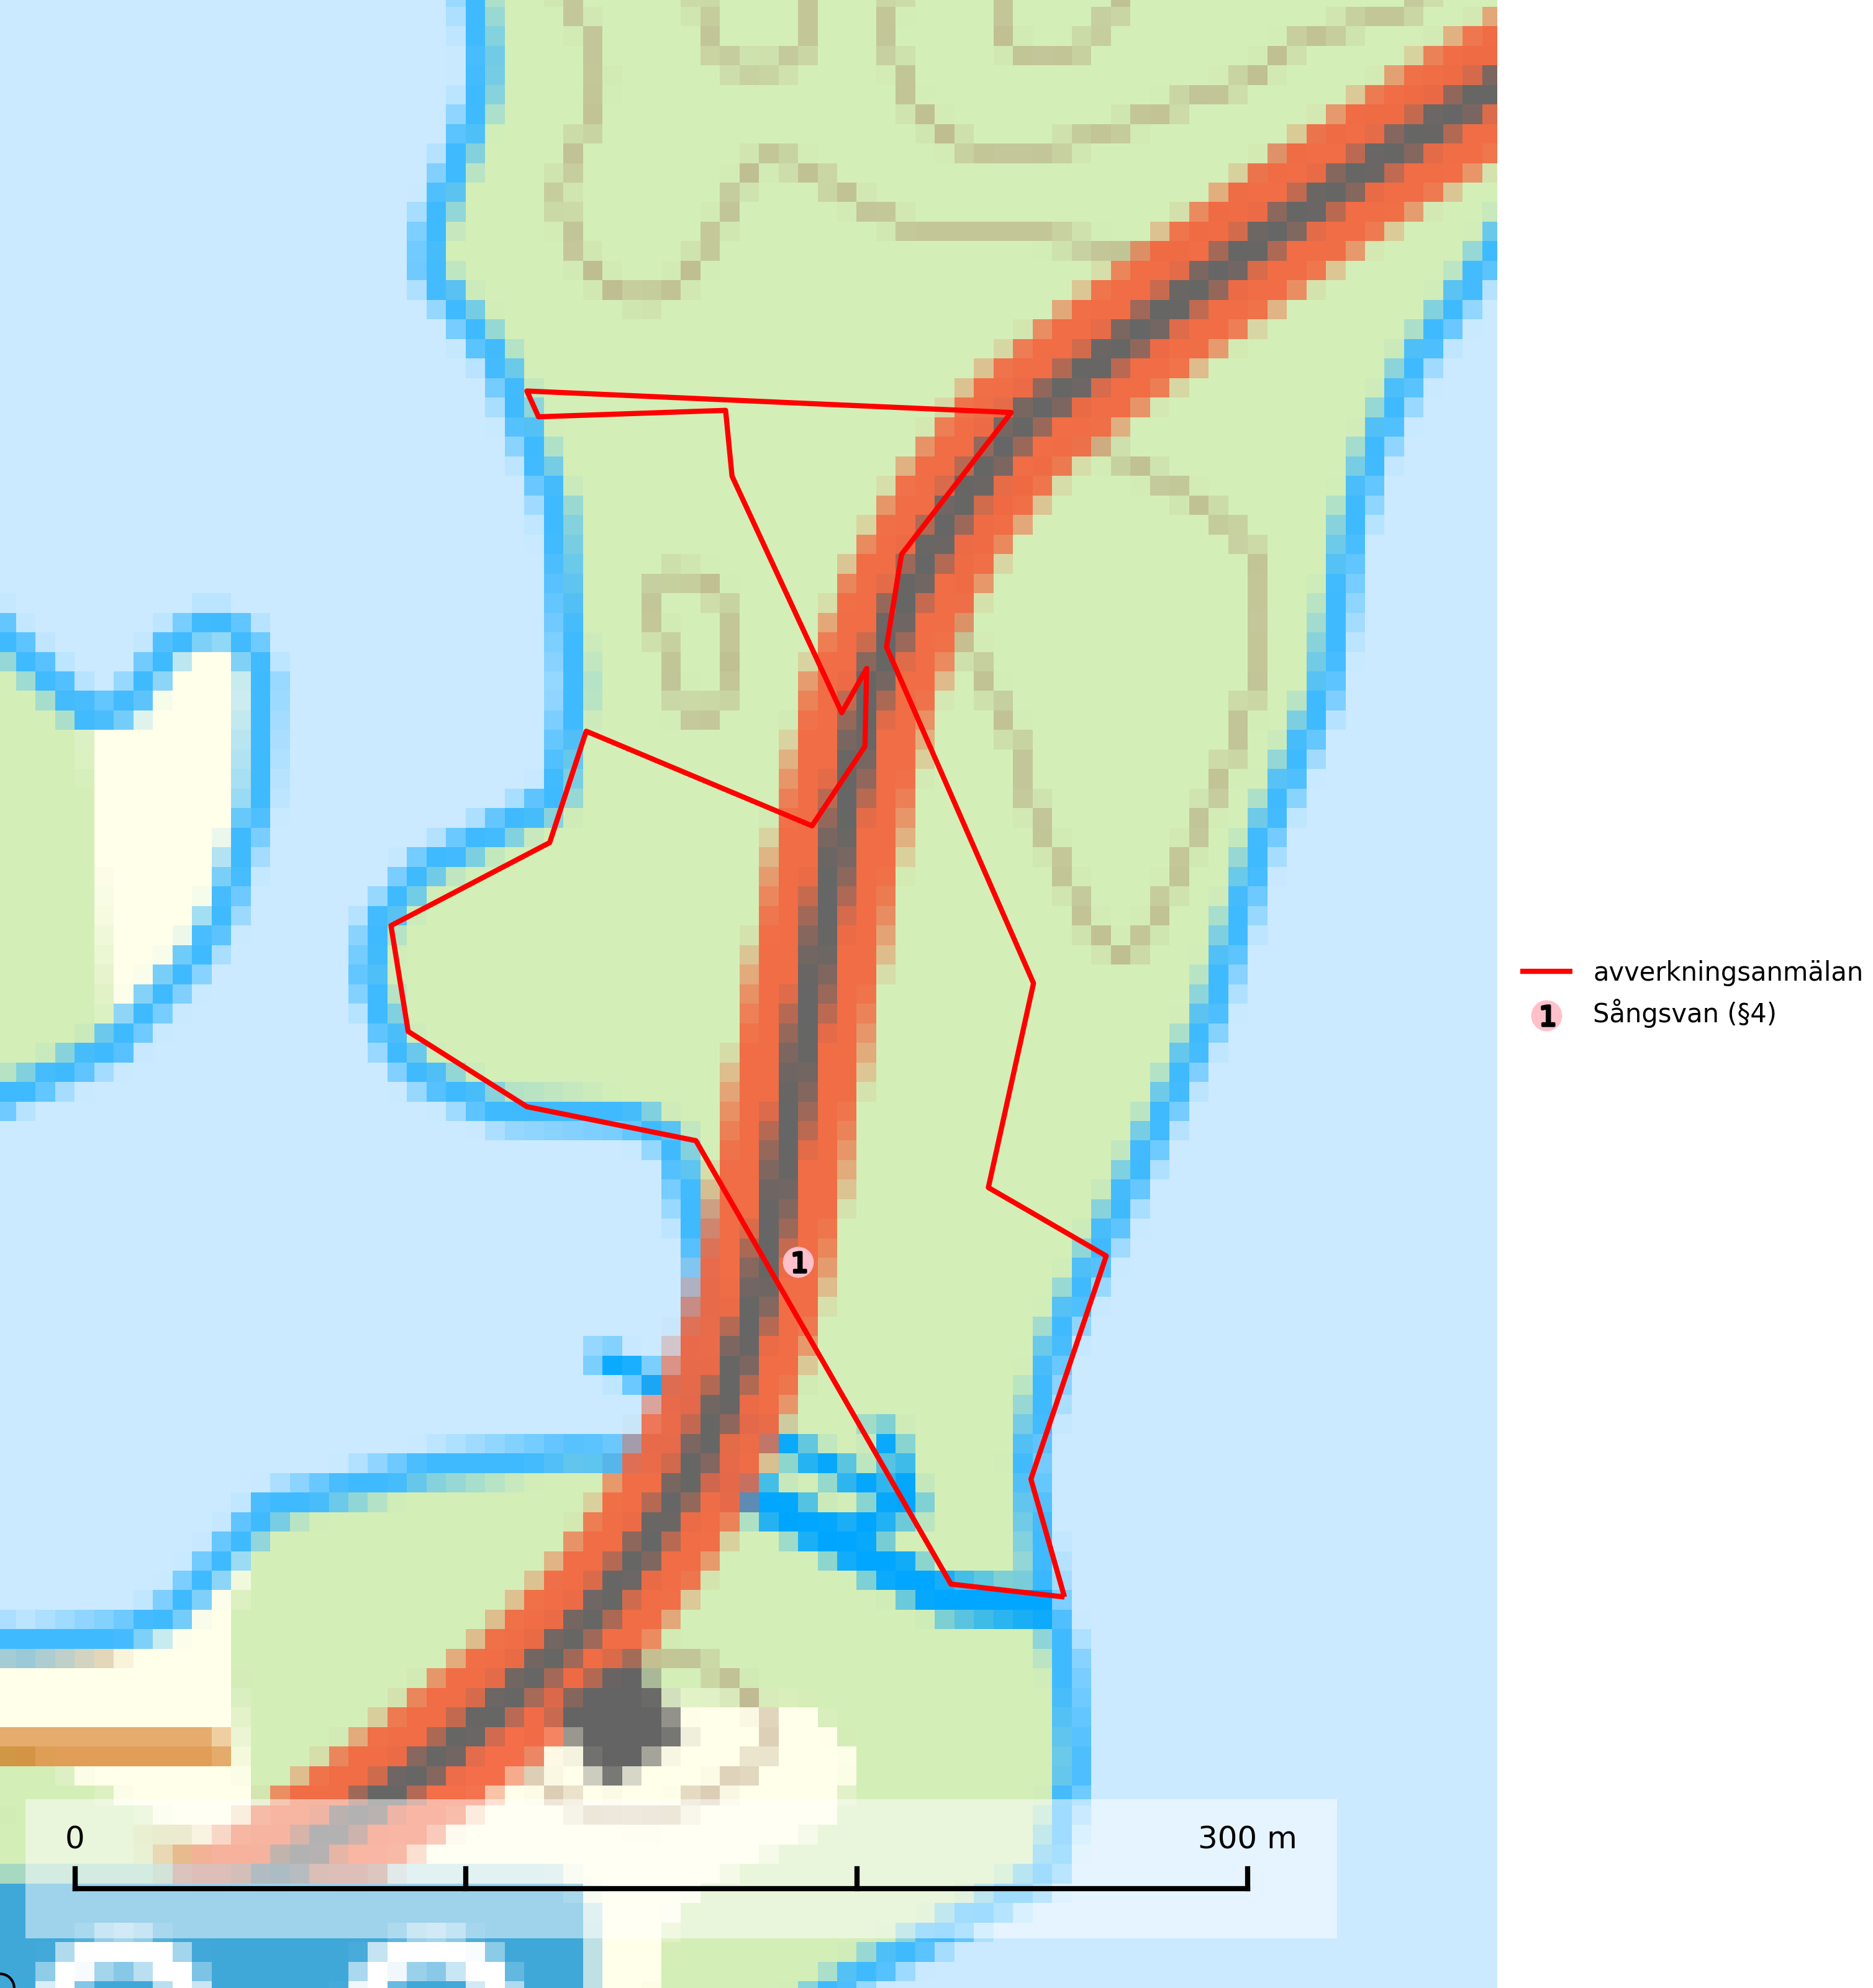 avverkningsanmälan
1 Sångsvan (§4)
1
0 300 m